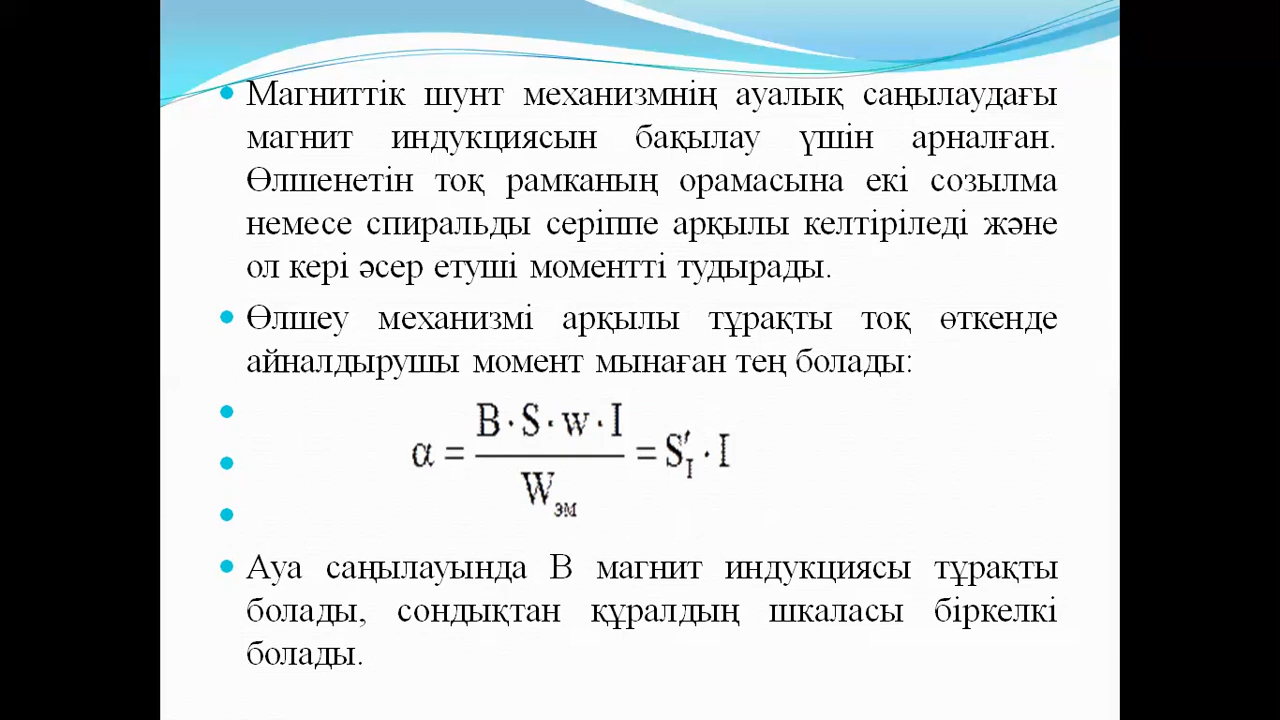 Магниттік шунт механизмнің ауалық саңылаудағы
магнит индукциясын бақылау үшін арналған.
Өлшенетін тоқ рамканың орамасына екі созылма
немесе спиральды серіппе арқылы келтіріледі және
ол кері әсер етуші моментті тудырады.
Өлшеу механизмі арқылы тұрақты тоқ өткенде
айналдырушы момент мынаған тең болады:
α = B · S · w · I / W_эм = S'_I · I
Ауа саңылауында В магнит индукциясы тұрақты
болады, сондықтан құралдың шкаласы біркелкі
болады.